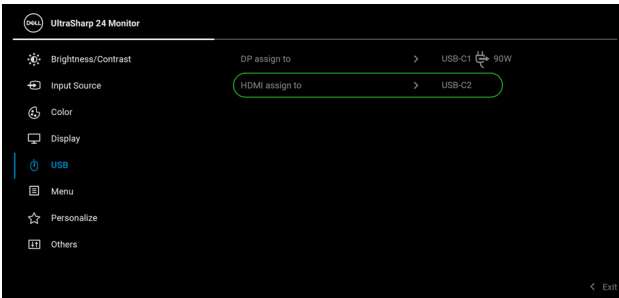 DELL UltraSharp 24 Monitor
Brightness/Contrast DP assign to > USB-C1 90W
Input Source HDMI assign to > USB-C2
Color
Display
USB
Menu
Personalize
Others
< Exit